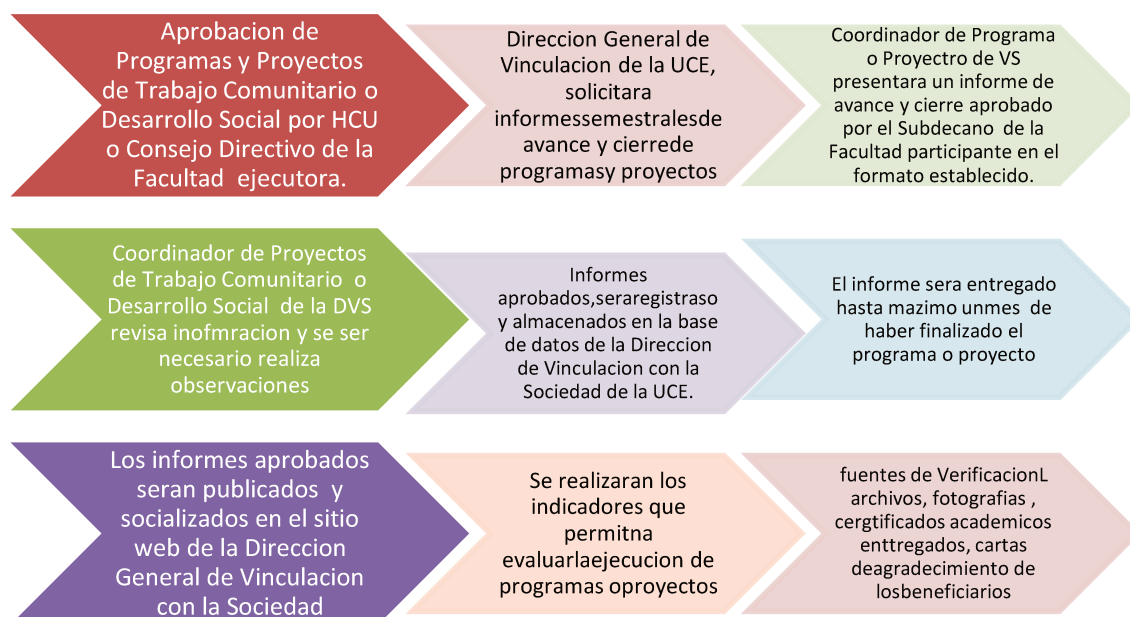 Aprobacion de
Programas y Proyectos
de Trabajo Comunitario o
Desarrollo Social por HCU
o Consejo Directivo de la
Facultad ejecutora.
Direccion General de
Vinculacion de la UCE,
solicitara
informessemestralesde
avance y cierrede
programasy proyectos
Coordinador de Programa
o Proyectro de VS
presentara un informe de
avance y cierre aprobado
por el Subdecano de la
Facultad participante en el
formato establecido.
Coordinador de Proyectos
de Trabajo Comunitario o
Desarrollo Social de la DVS
revisa inofmracion y se ser
necesario realiza
observaciones
Informes
aprobados,seraregistraso
y almacenados en la base
de datos de la Direccion
de Vinculacion con la
Sociedad de la UCE.
El informe sera entregado
hasta mazimo unmes de
haber finalizado el
programa o proyecto
Los informes aprobados
seran publicados y
socializados en el sitio
web de la Direccion
General de Vinculacion
con la Sociedad
Se realizaran los
indicadores que
permitna
evaluarlaejecucion de
programas oproyectos
fuentes de VerificacionL
archivos, fotografias ,
cergtificados academicos
enttregados, cartas
deagradecimiento de
losbeneficiarios